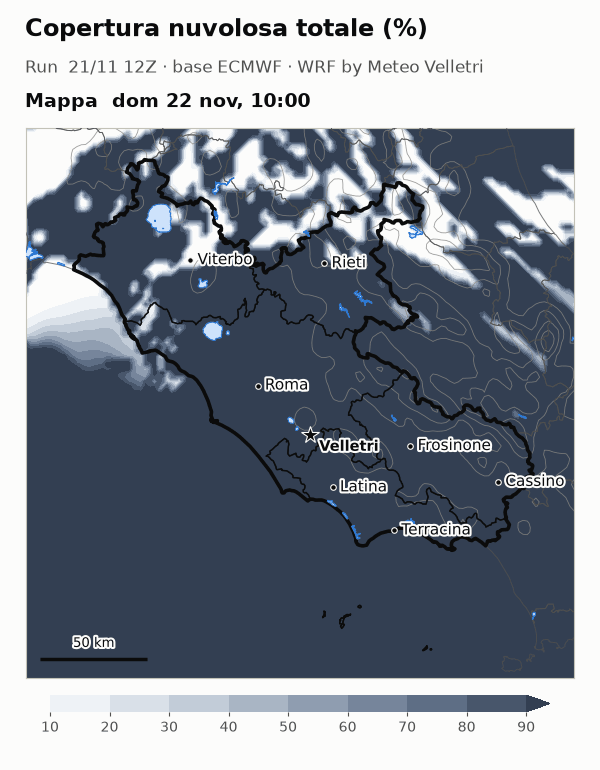 Copertura nuvolosa totale (%)
Run  21/11 12Z · base ECMWF · WRF by Meteo Velletri
Mappa  dom 22 nov, 10:00
Viterbo
Rieti
Roma
Velletri
Frosinone
Latina
Cassino
Terracina
50 km
10 20 30 40 50 60 70 80 90